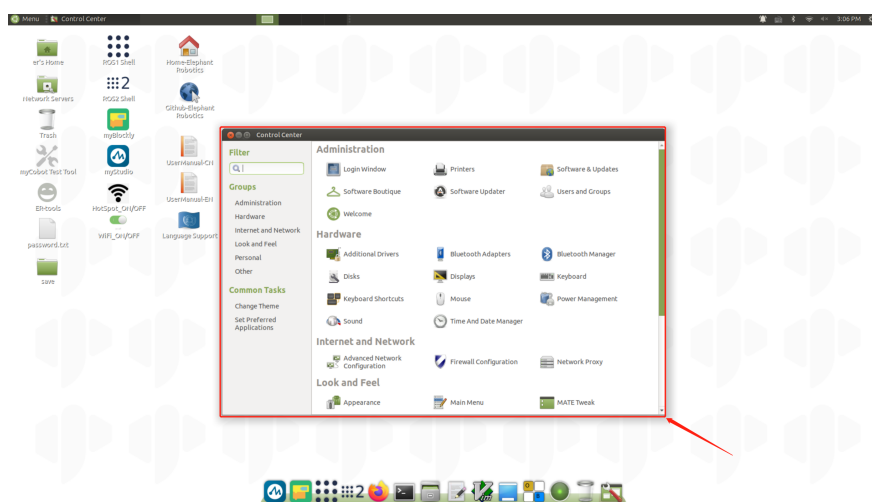 Menu
Control Center
3:06 PM
er's Home
ROS1 Shell
Home-Elephant
Robotics
Network Servers
ROS2 Shell
Github-Elephant
Robotics
Trash
myBlockly
UserManual-CN
myCobot Test Tool
myStudio
UserManual-EN
Eli-tools
HotSpot_ON/OFF
password.txt
WiFi_ON/OFF
Language Support
save
Control Center
Filter
Groups
Administration
Hardware
Internet and Network
Look and Feel
Personal
Other
Common Tasks
Change Theme
Set Preferred
Applications
Administration
Login Window
Printers
Software & Updates
Software Boutique
Software Updater
Users and Groups
Welcome
Hardware
Additional Drivers
Bluetooth Adapters
Bluetooth Manager
Disks
Displays
Keyboard
Keyboard Shortcuts
Mouse
Power Management
Sound
Time And Date Manager
Internet and Network
Advanced Network
Configuration
Firewall Configuration
Network Proxy
Look and Feel
Appearance
Main Menu
MATE Tweak